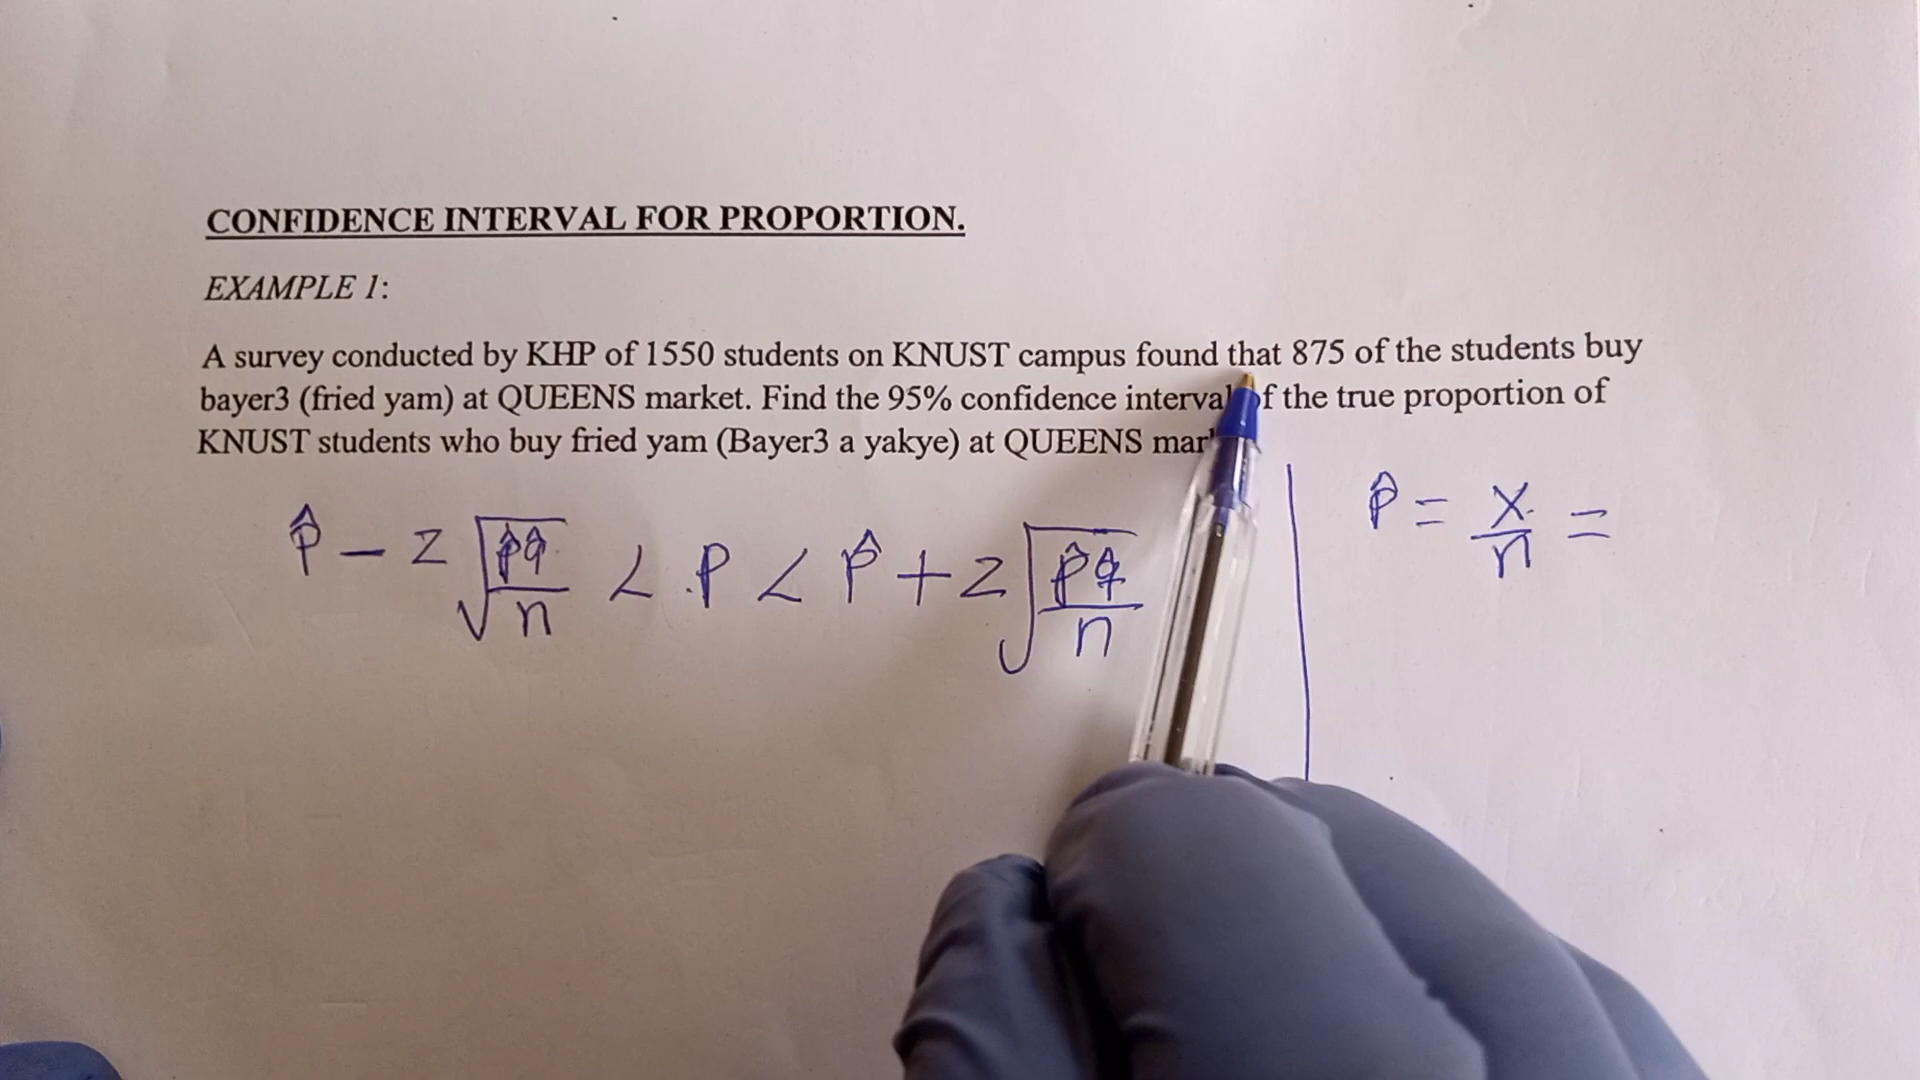 CONFIDENCE INTERVAL FOR PROPORTION.
EXAMPLE 1:
A survey conducted by KHP of 1550 students on KNUST campus found that 875 of the students buy
bayer3 (fried yam) at QUEENS market. Find the 95% confidence interval of the true proportion of
KNUST students who buy fried yam (Bayer3 a yakye) at QUEENS
p̂ - z √(p̂q̂/n) < p < p̂ + z √(p̂q̂/n)
p̂ = x/n =